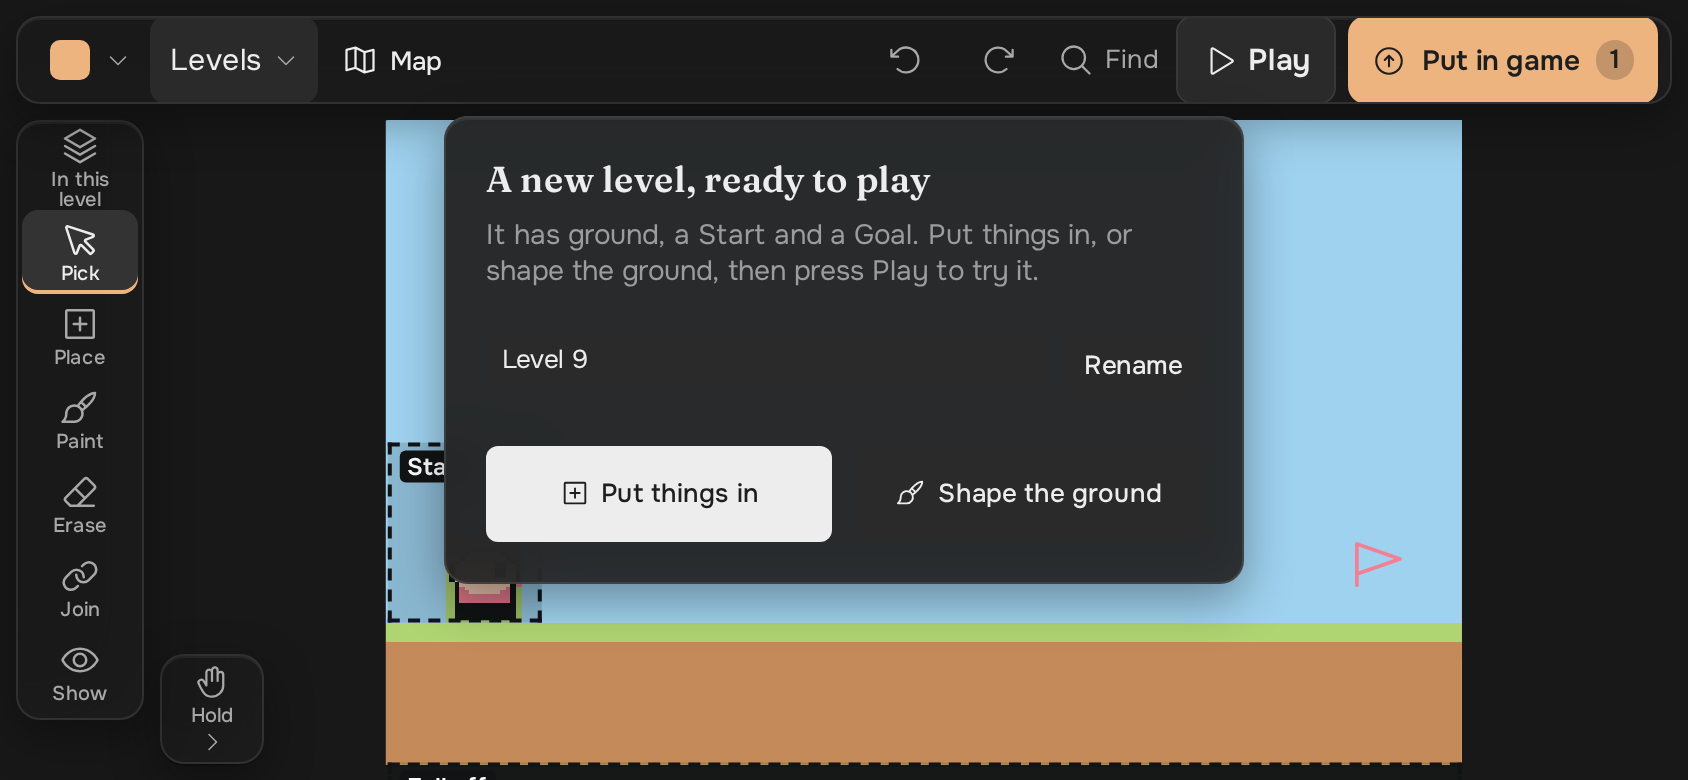 Levels
Map
Find
Play
Put in game
1
In this
level
Pick
Place
Paint
Erase
Join
Show
Hold
A new level, ready to play
It has ground, a Start and a Goal. Put things in, or
shape the ground, then press Play to try it.
Level 9
Rename
Put things in
Shape the ground
Sta